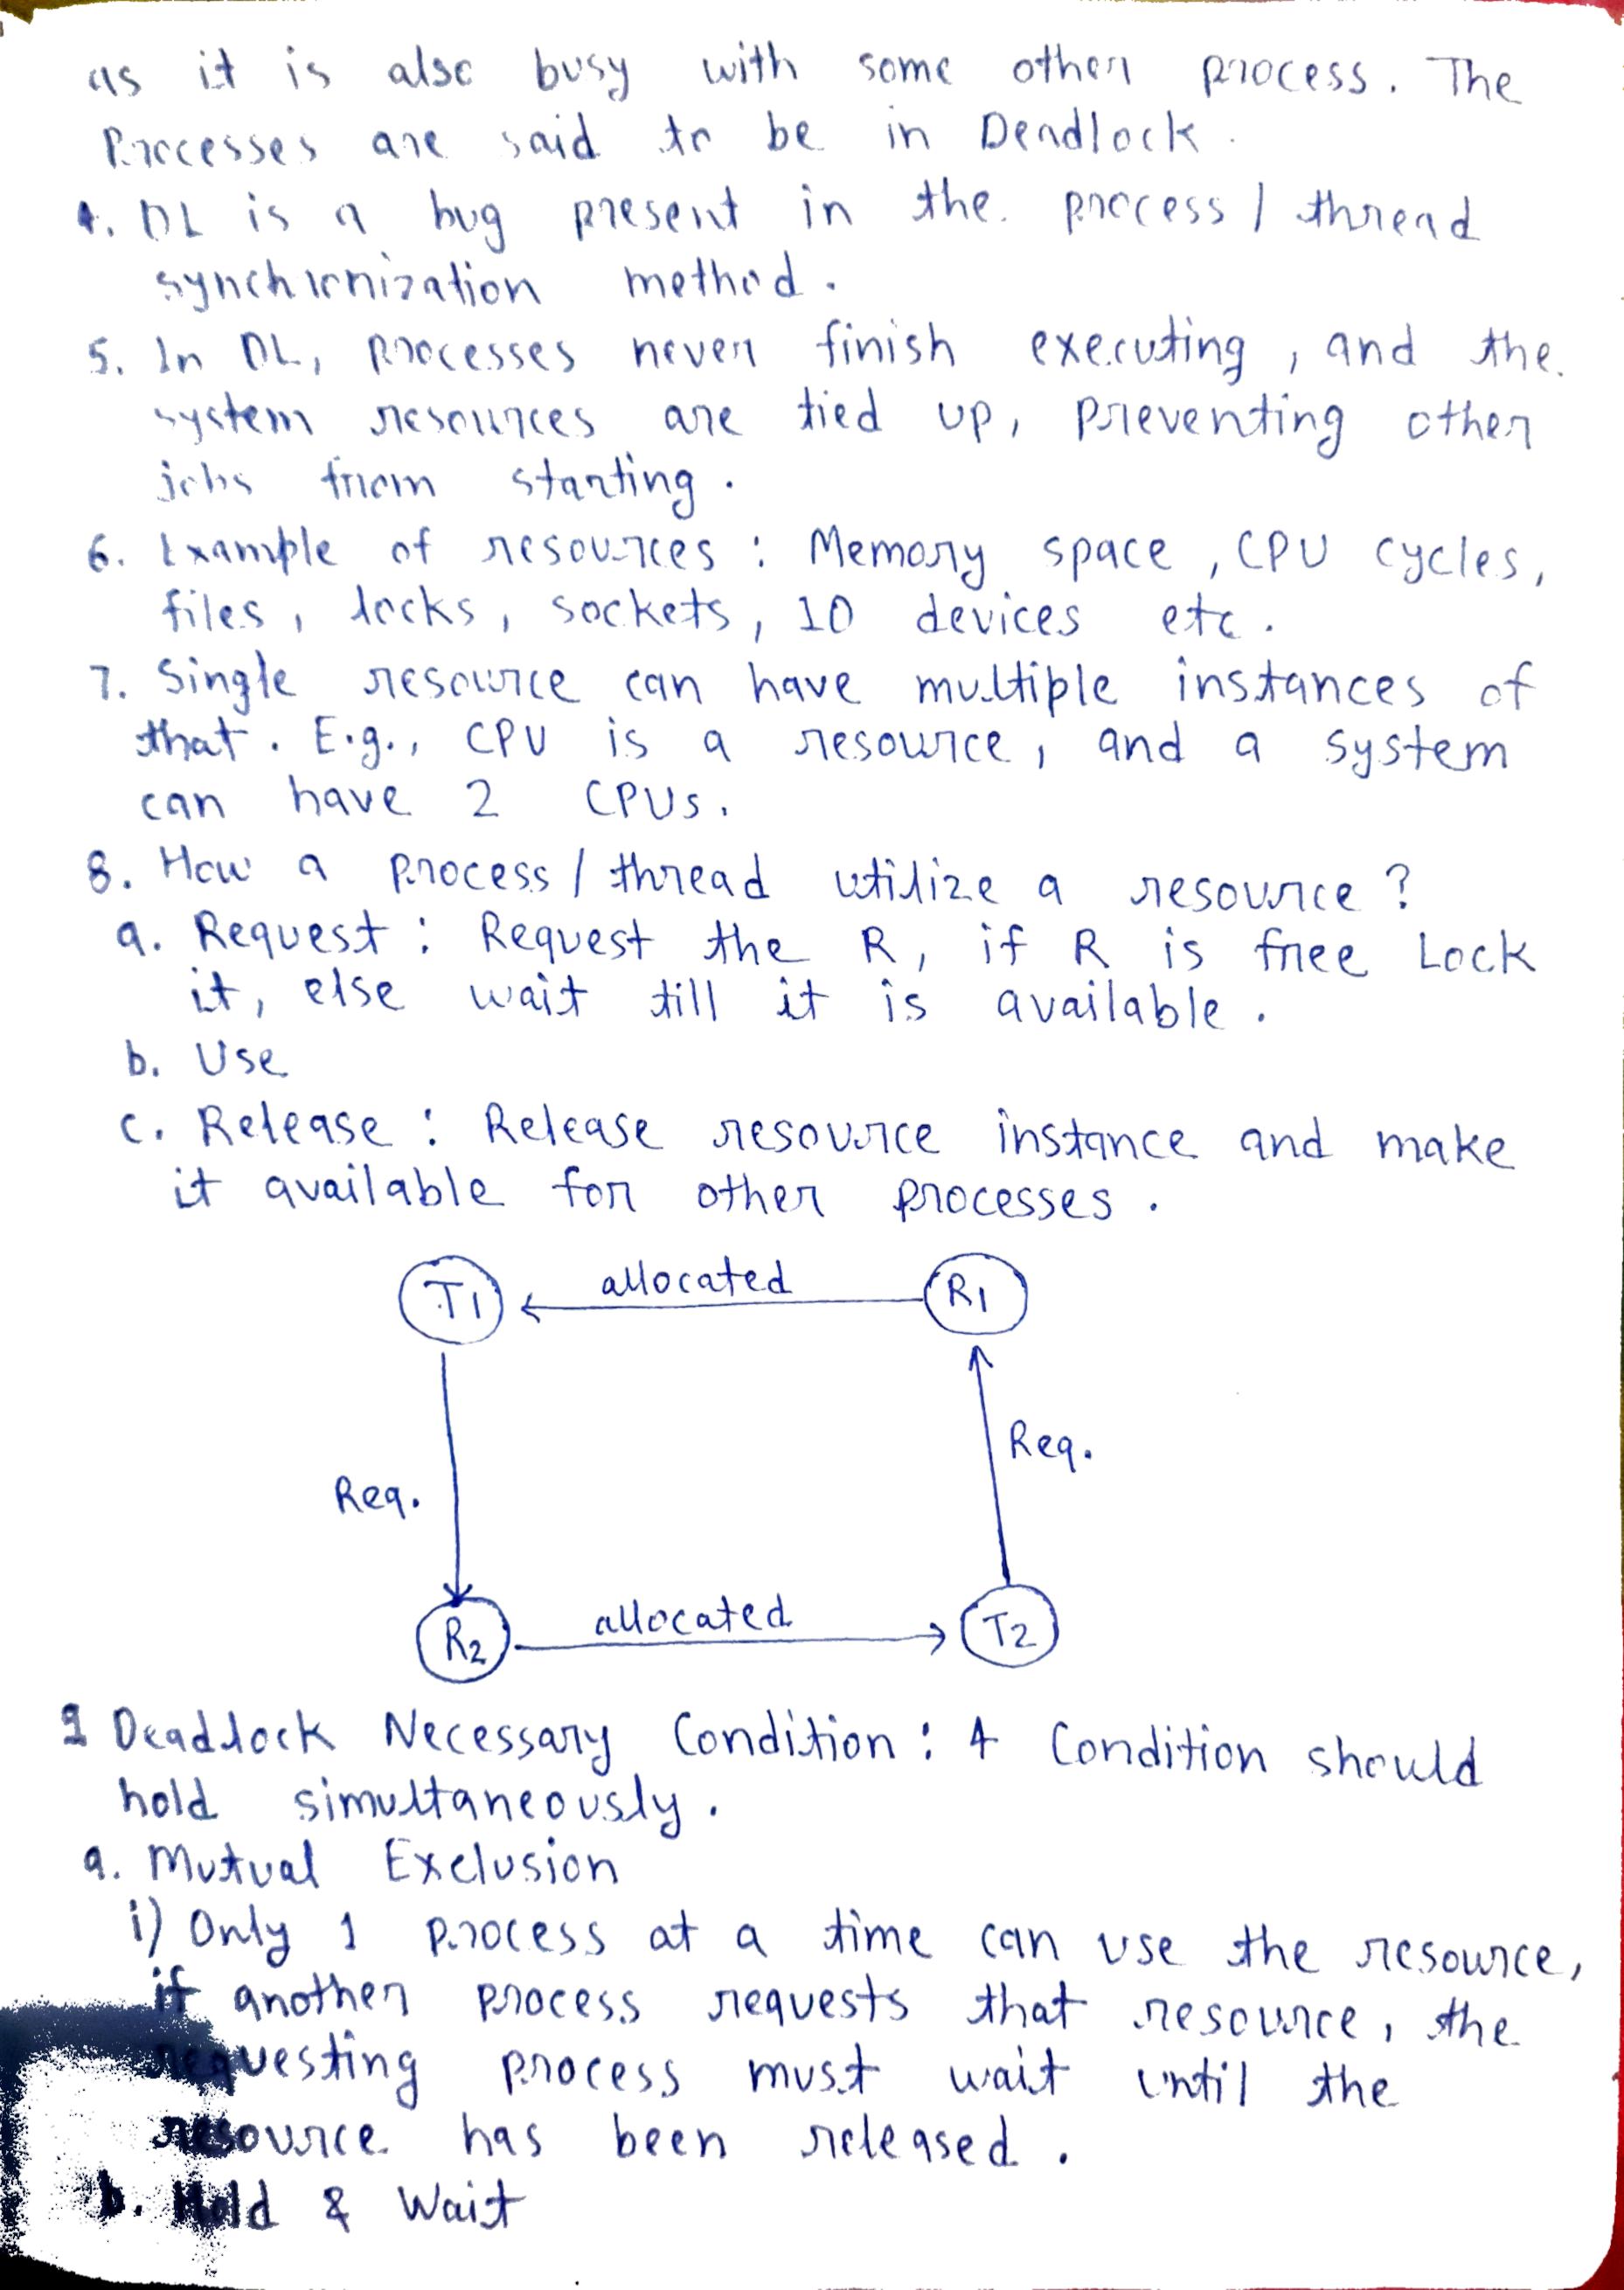 as it is also busy with some other process. The
Processes are said to be in Deadlock.
4. DL is a bug present in the process / thread
synchronization method.
5. In DL, processes never finish executing, and the
system resources are tied up, preventing other
jobs from starting.
6. Example of resources : Memory space, CPU cycles,
files, locks, sockets, IO devices etc.
7. Single resource can have multiple instances of
that. E.g., CPU is a resource, and a system
can have 2 CPUs.
8. How a process / thread utilize a resource ?
a. Request : Request the R, if R is free Lock
it, else wait till it is available.
b. Use
c. Release : Release resource instance and make
it available for other processes.
T1 allocated R1
Req.
Req.
R2 allocated T2
9 Deadlock Necessary Condition : 4 Condition should
hold simultaneously.
a. Mutual Exclusion
i) Only 1 process at a time can use the resource,
if another process requests that resource, the
requesting process must wait until the
resource has been released.
b. Hold & Wait